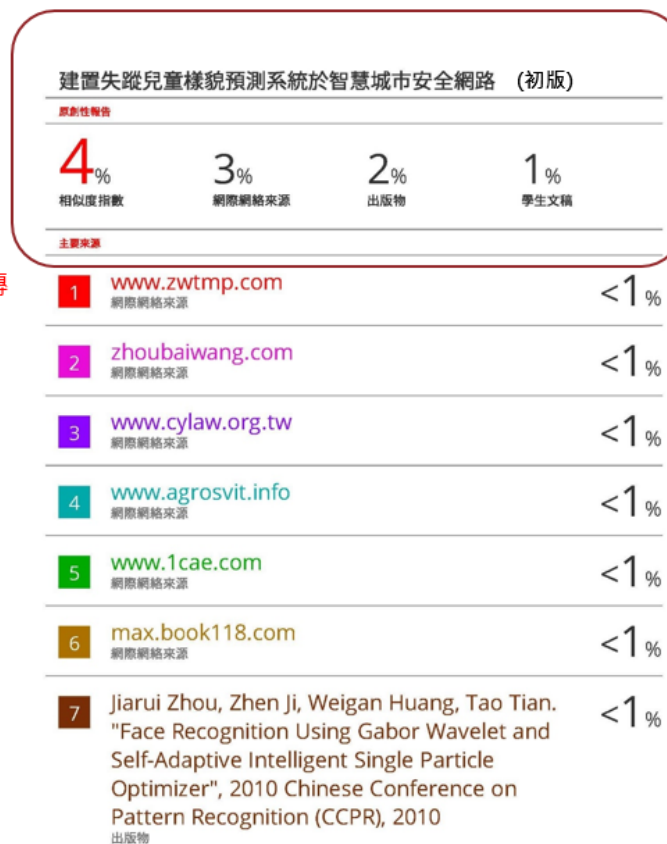 建置失蹤兒童樣貌預測系統於智慧城市安全網路 (初版)
原創性報告
4% 3% 2% 1%
相似度指數 網際網絡來源 出版物 學生文稿
主要來源
1 www.zwtmp.com <1%
網際網絡來源
2 zhoubaiwang.com <1%
網際網絡來源
3 www.cylaw.org.tw <1%
網際網絡來源
4 www.agrosvit.info <1%
網際網絡來源
5 www.1cae.com <1%
網際網絡來源
6 max.book118.com <1%
網際網絡來源
7 Jiarui Zhou, Zhen Ji, Weigan Huang, Tao Tian. <1%
"Face Recognition Using Gabor Wavelet and
Self-Adaptive Intelligent Single Particle
Optimizer", 2010 Chinese Conference on
Pattern Recognition (CCPR), 2010
出版物